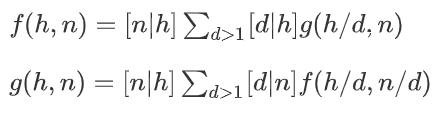 f(h, n) = [n|h] ∑_{d>1} [d|h]g(h/d, n)
g(h, n) = [n|h] ∑_{d>1} [d|n]f(h/d, n/d)